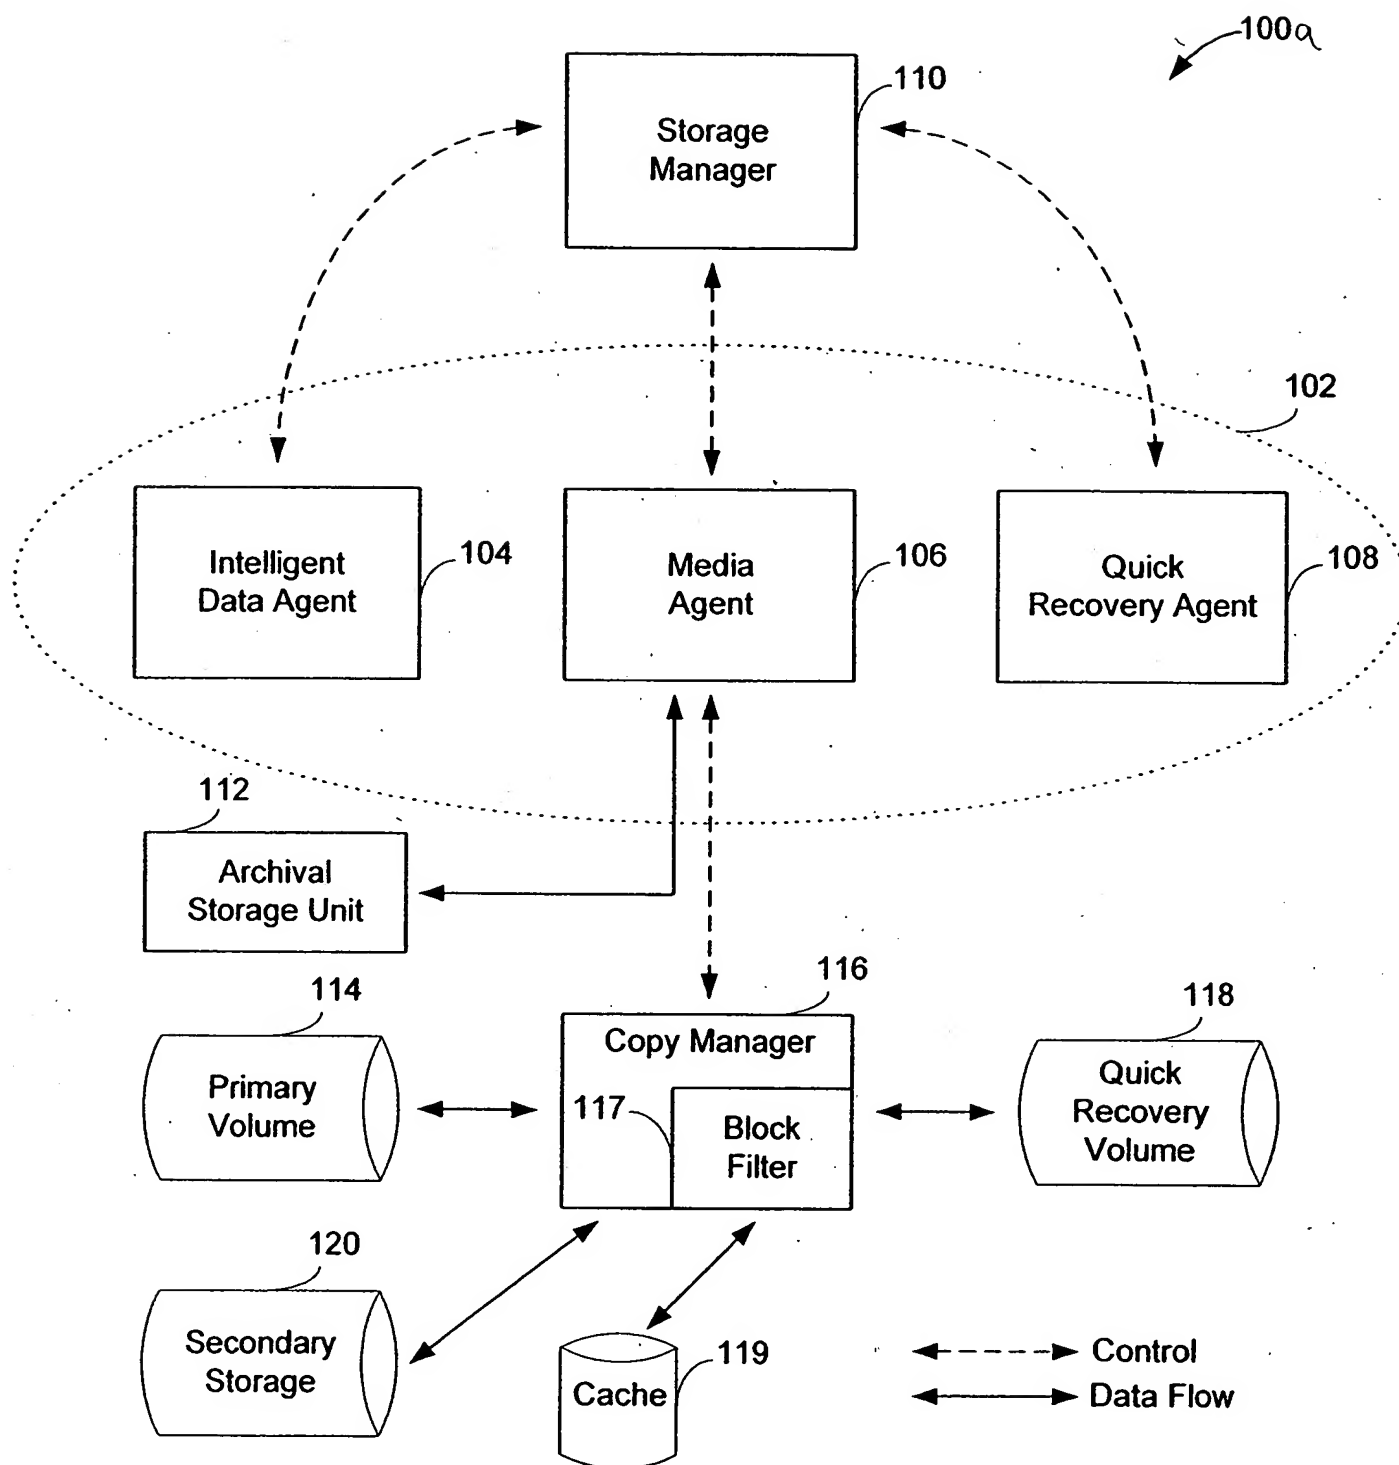 100a
110
Storage
Manager
102
Intelligent
Data Agent
104
Media
Agent
106
Quick
Recovery Agent
108
112
Archival
Storage Unit
114
Primary
Volume
116
Copy Manager
117
Block
Filter
118
Quick
Recovery
Volume
120
Secondary
Storage
119
Cache
Control
Data Flow